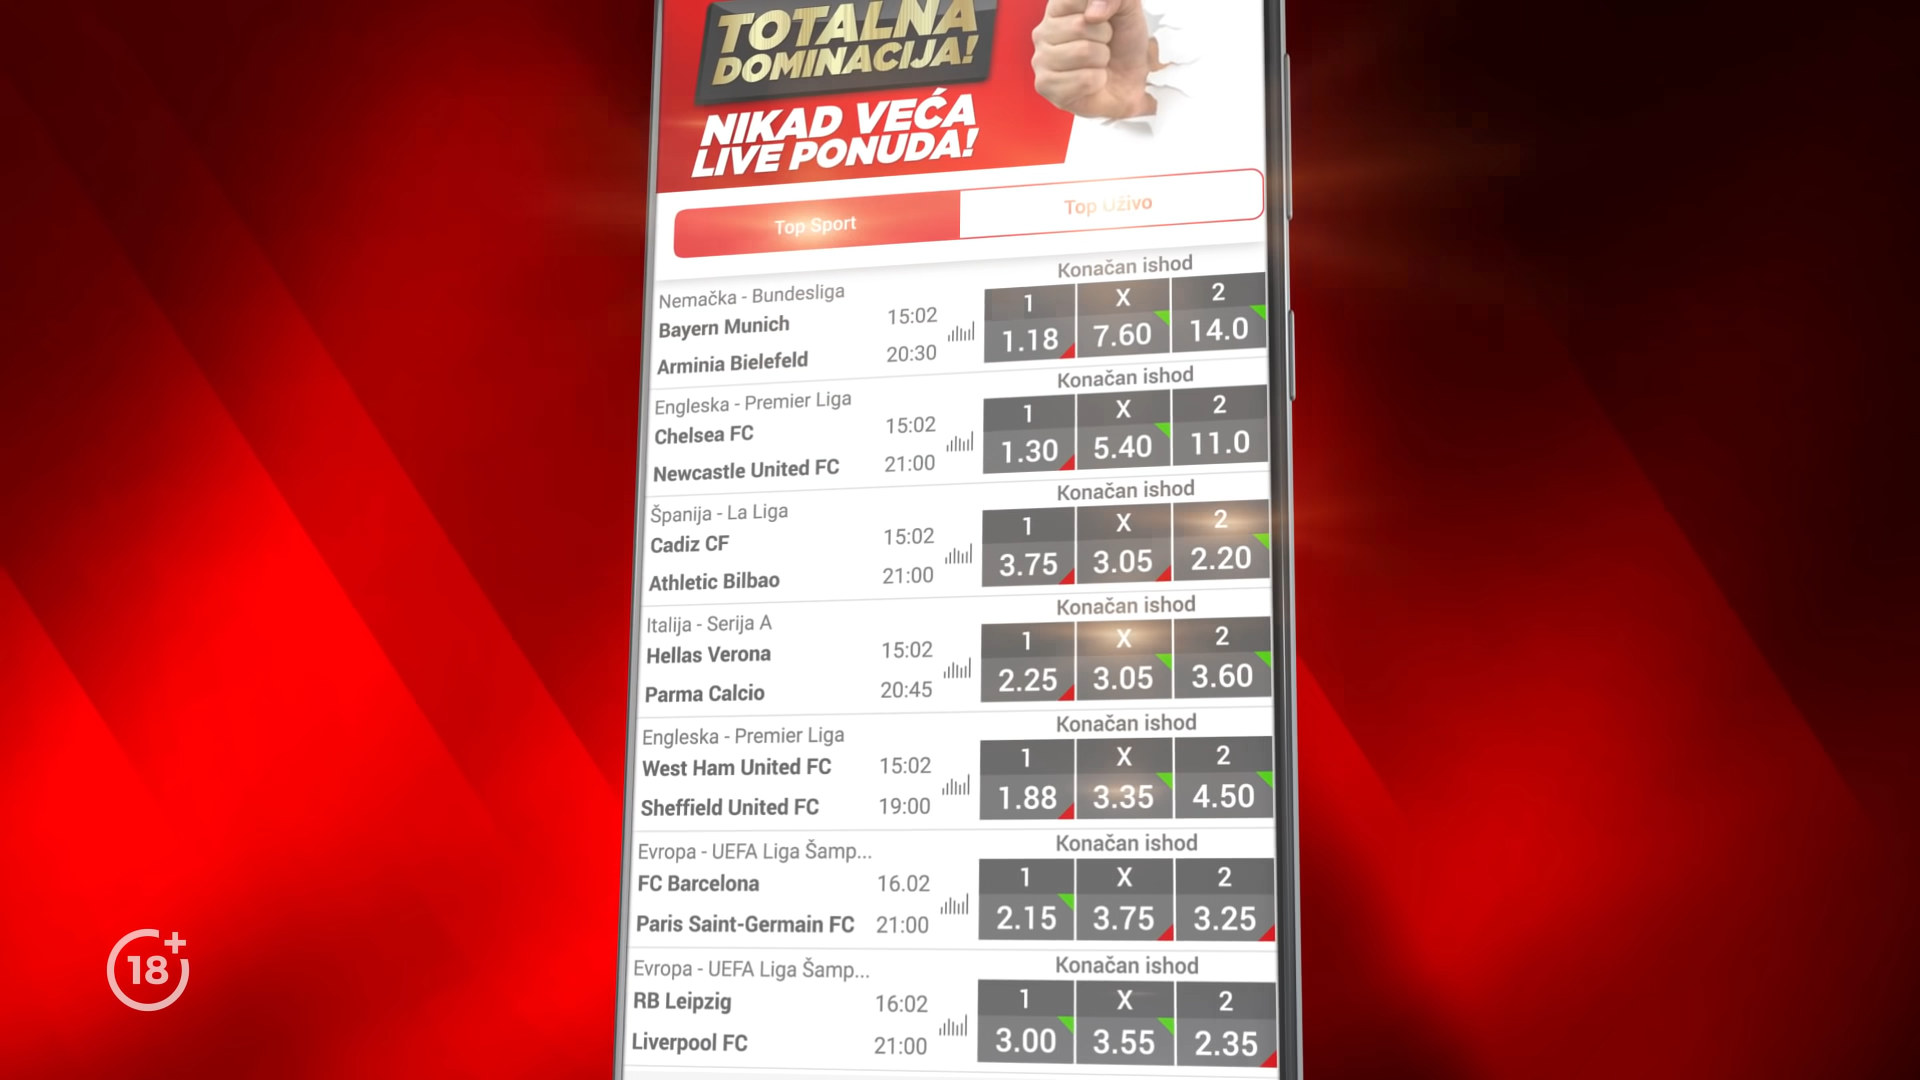 TOTALNA
DOMINACIJA!
NIKAD VEĆA
LIVE PONUDA!
Top Sport Top Uživo
Konačan ishod
Nemačka - Bundesliga 1 X 2
Bayern Munich 15:02 1.18 7.60 14.0
Arminia Bielefeld 20:30
Konačan ishod
Engleska - Premier Liga 1 X 2
Chelsea FC 15:02 1.30 5.40 11.0
Newcastle United FC 21:00
Konačan ishod
Španija - La Liga 1 X 2
Cadiz CF 15:02 3.75 3.05 2.20
Athletic Bilbao 21:00
Konačan ishod
Italija - Serija A 1 X 2
Hellas Verona 15:02 2.25 3.05 3.60
Parma Calcio 20:45
Konačan ishod
Engleska - Premier Liga 1 X 2
West Ham United FC 15:02 1.88 3.35 4.50
Sheffield United FC 19:00
Konačan ishod
Evropa - UEFA Liga Šamp... 1 X 2
FC Barcelona 16.02 2.15 3.75 3.25
Paris Saint-Germain FC 21:00
Konačan ishod
Evropa - UEFA Liga Šamp... 1 X 2
RB Leipzig 16:02 3.00 3.55 2.35
Liverpool FC 21:00
18+